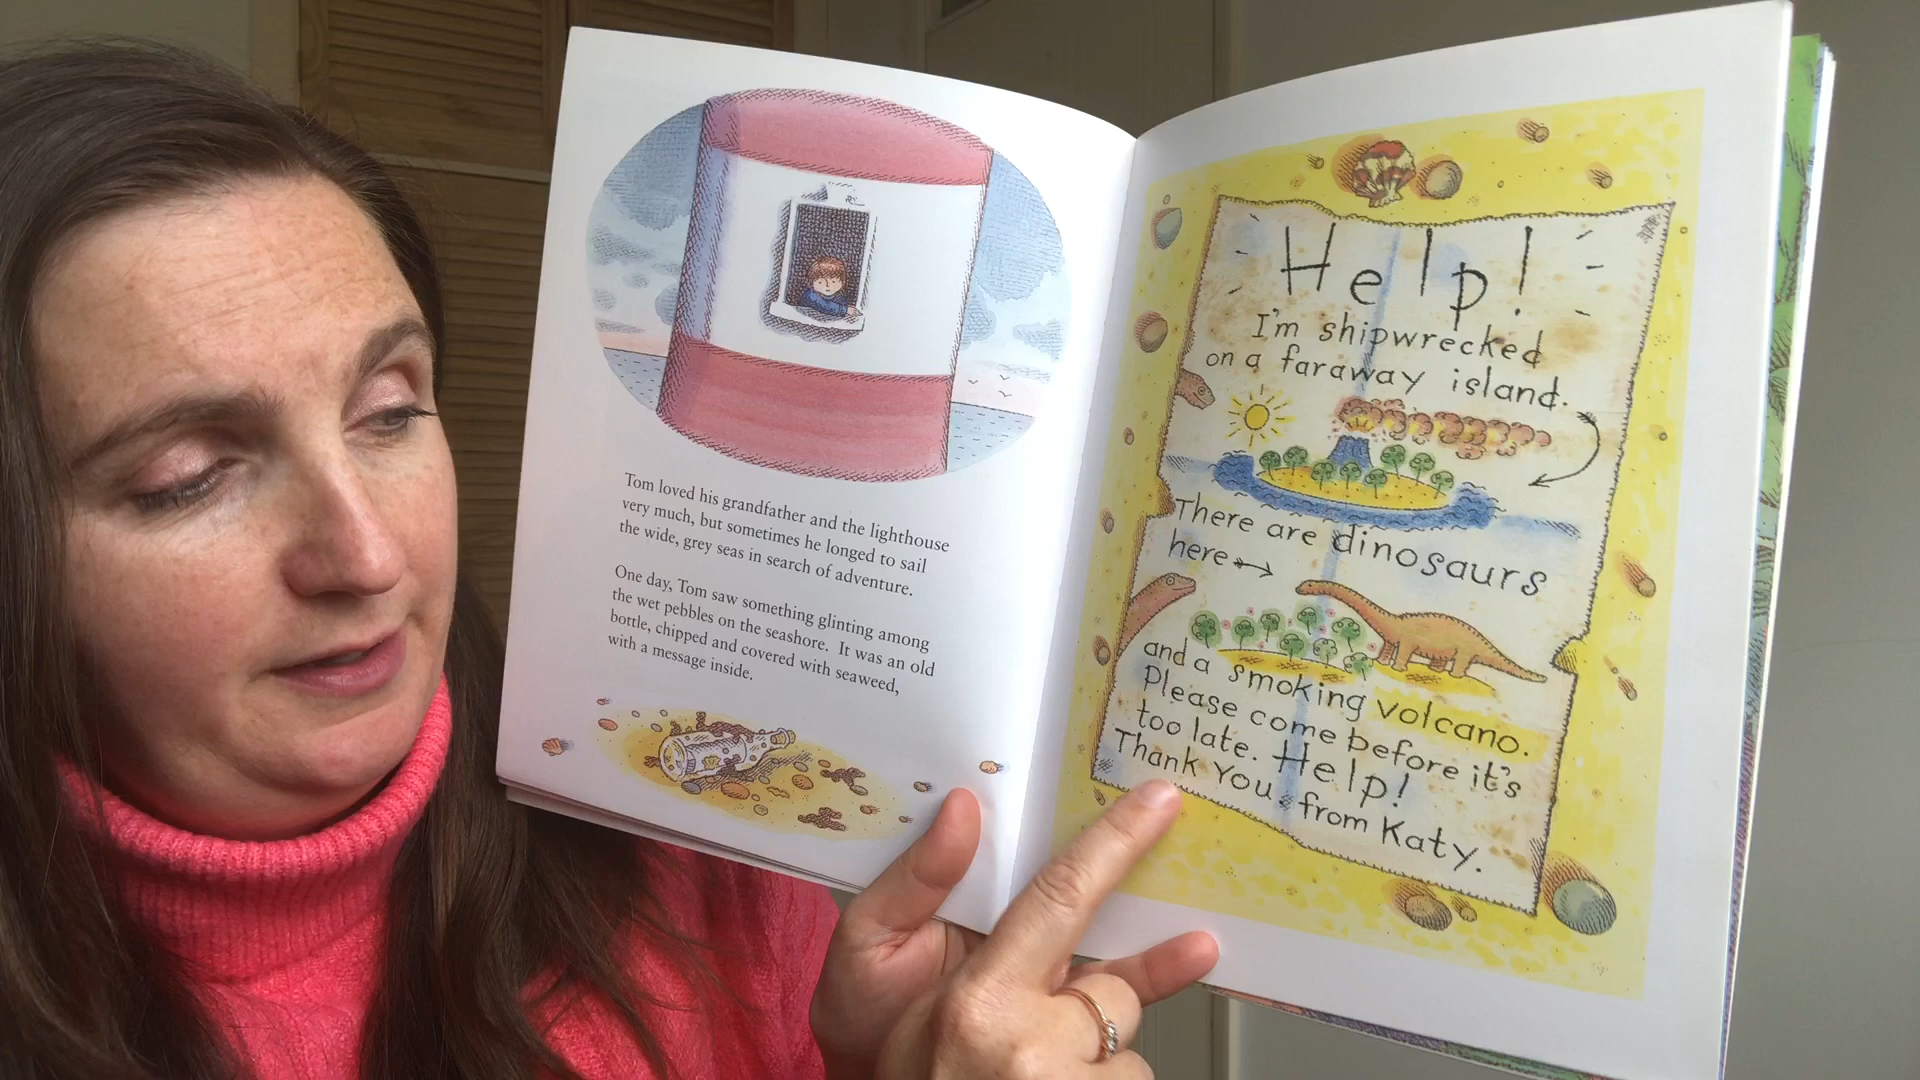 Tom loved his grandfather and the lighthouse
very much, but sometimes he longed to sail
the wide, grey seas in search of adventure.
One day, Tom saw something glinting among
the wet pebbles on the seashore. It was an old
bottle, chipped and covered with seaweed,
with a message inside.
Help!
I'm shipwrecked
on a faraway island.
There are dinosaurs
here
and a smoking volcano.
Please come before it's
too late. Help!
Thank You, from Katy.